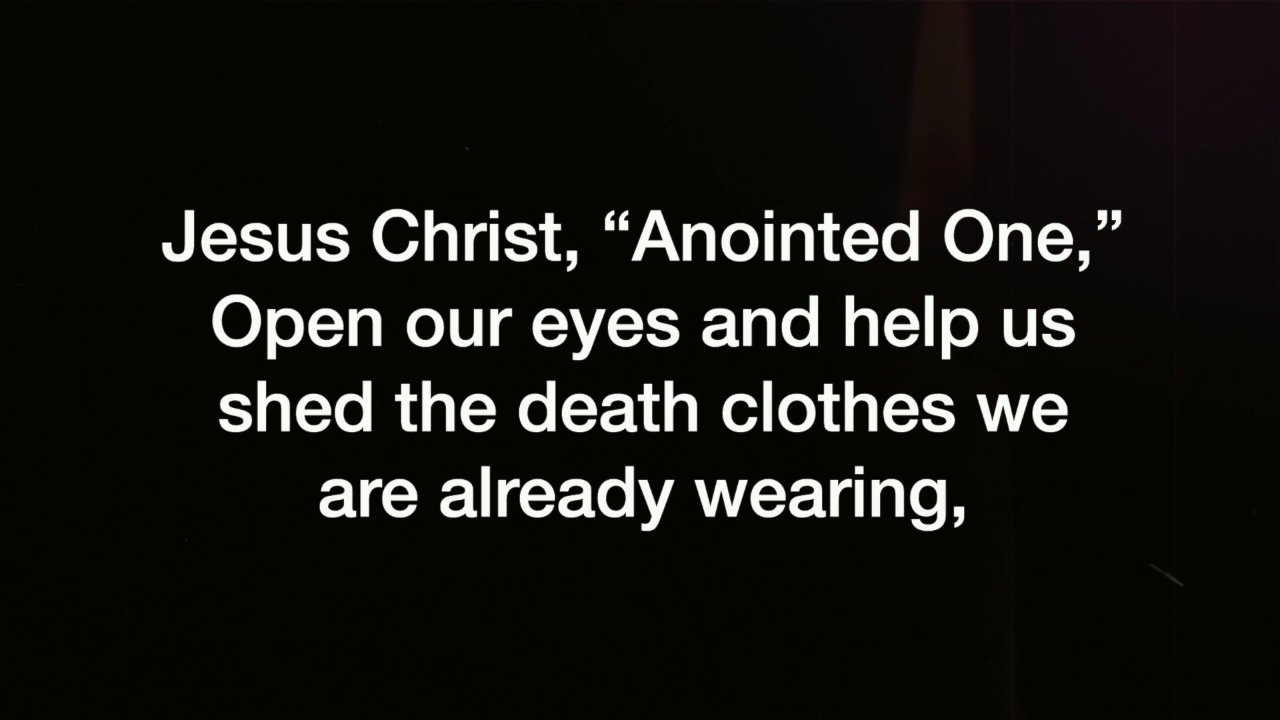 Jesus Christ, “Anointed One,”
Open our eyes and help us
shed the death clothes we
are already wearing,